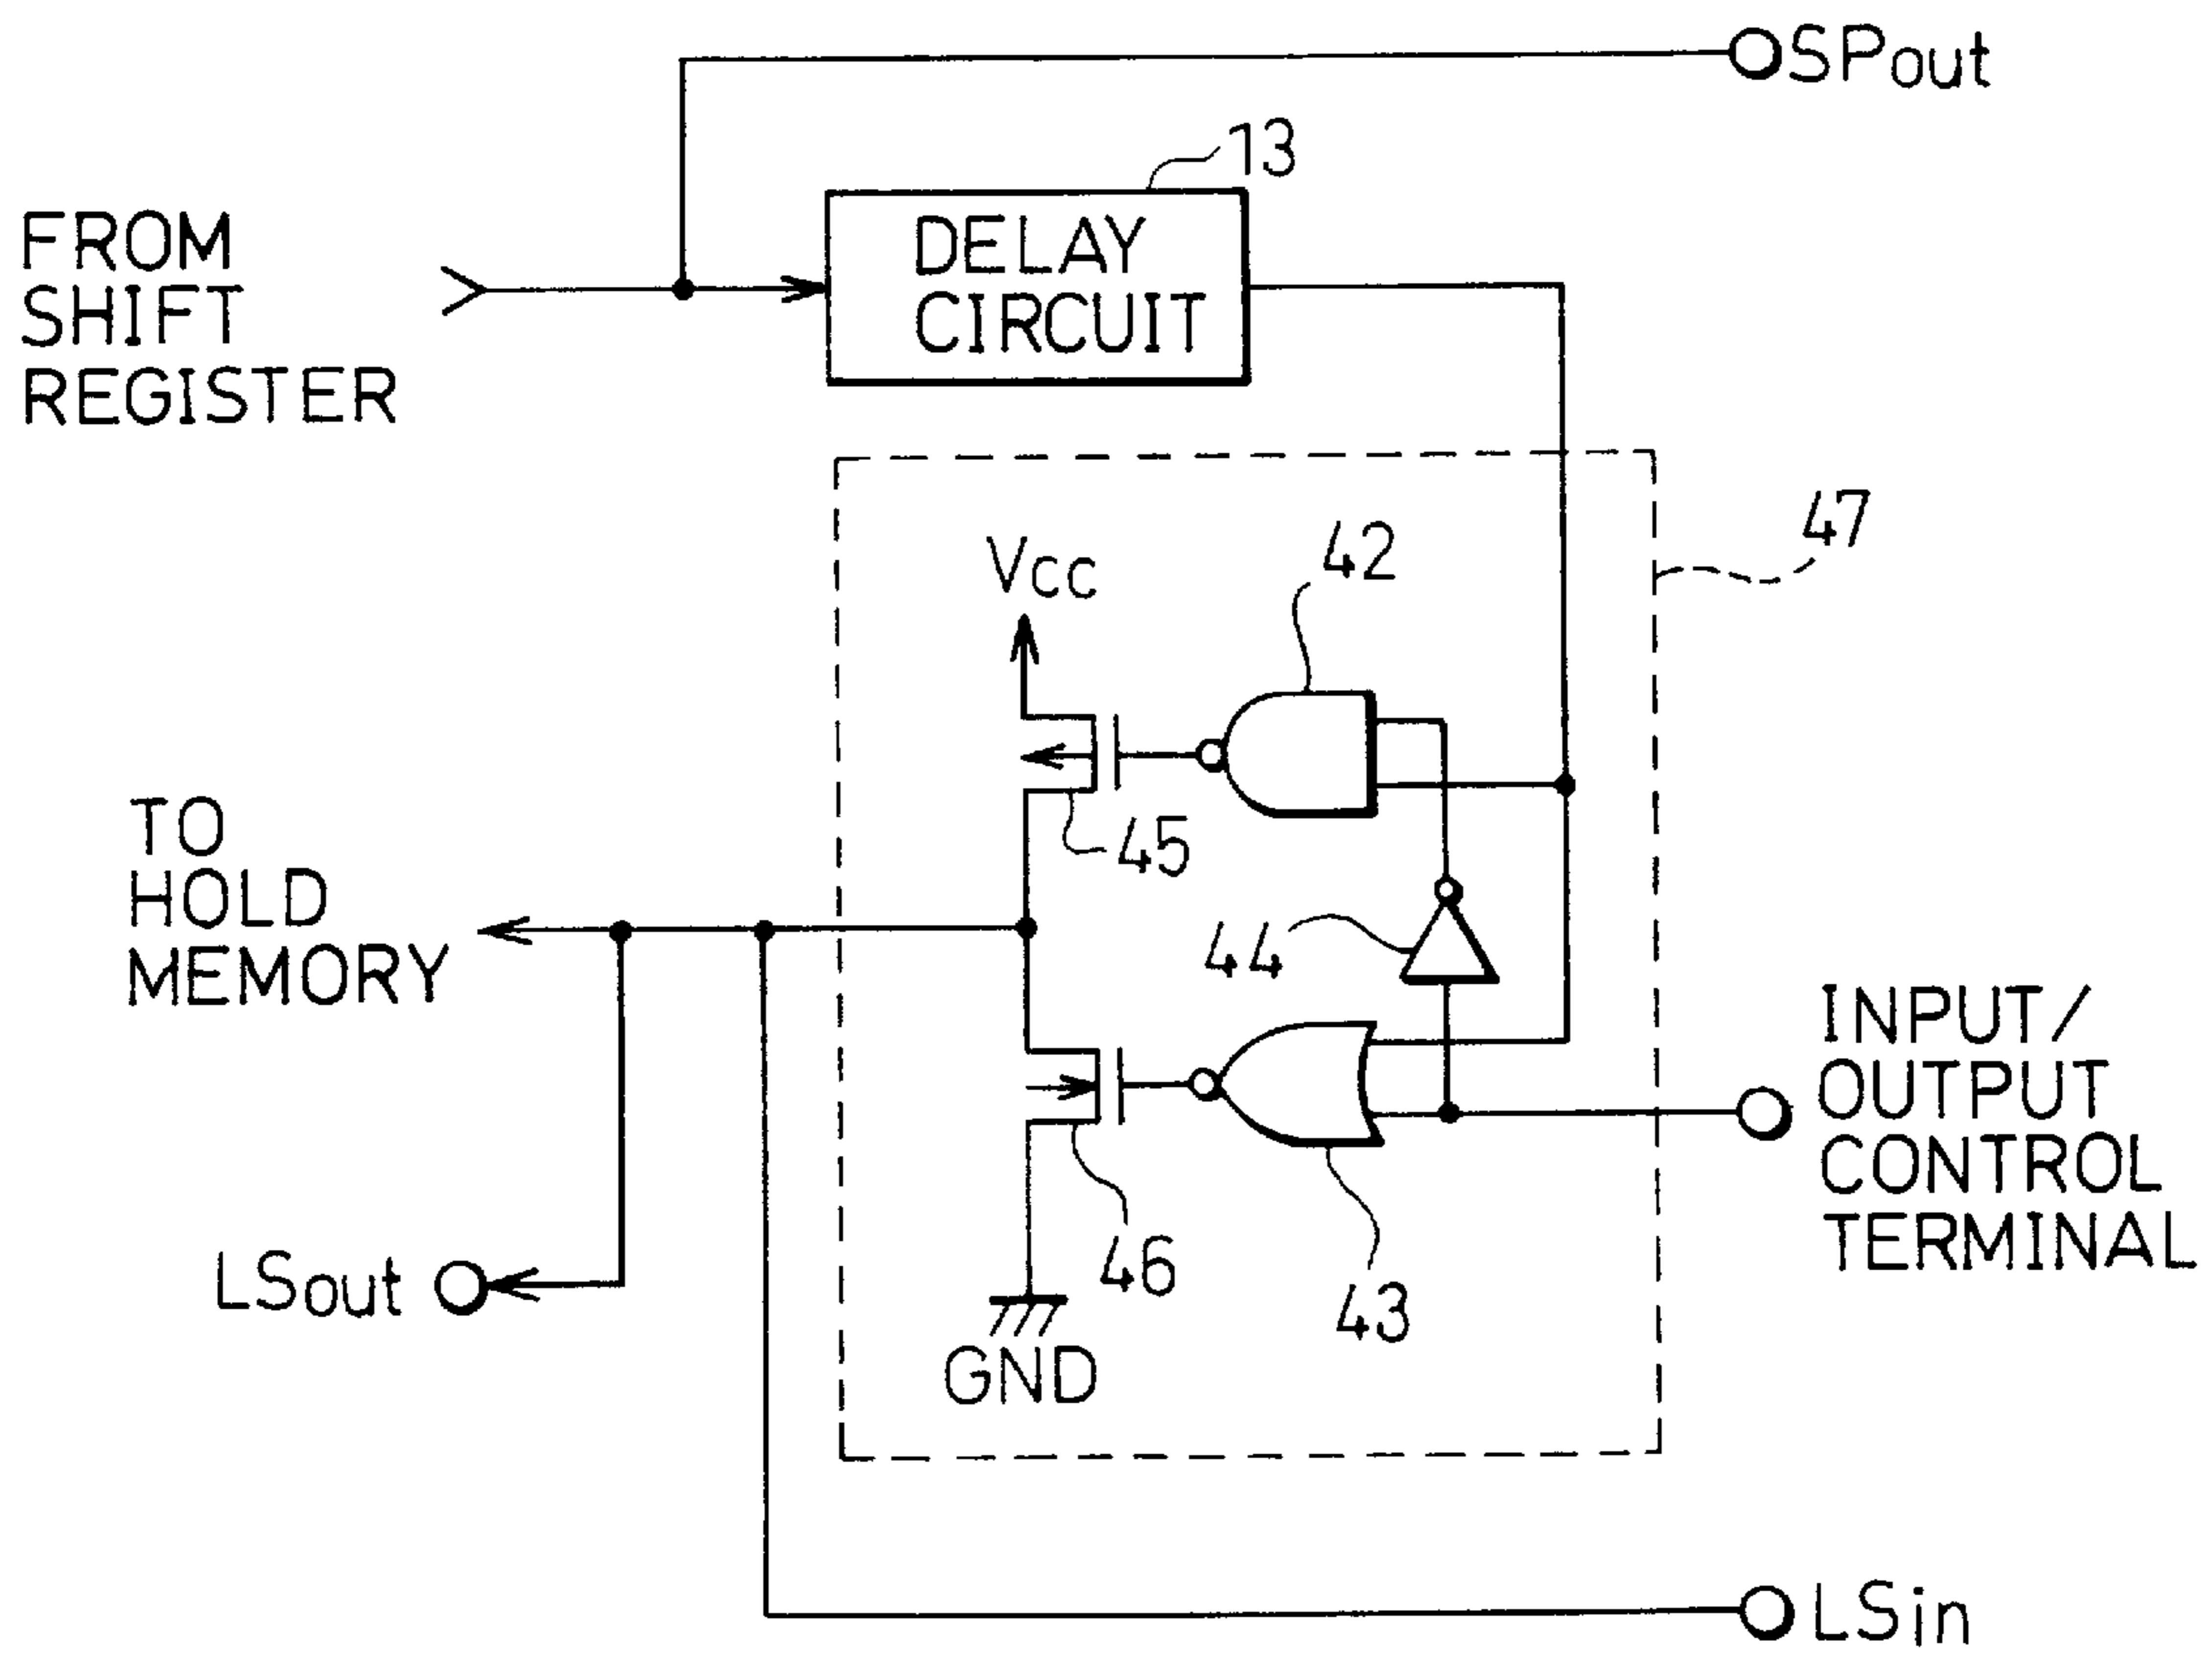 SPout
13
FROM
SHIFT
REGISTER
DELAY
CIRCUIT
47
Vcc
42
45
TO
HOLD
MEMORY
44
INPUT/
OUTPUT
CONTROL
TERMINAL
46
43
LSout
GND
LSin